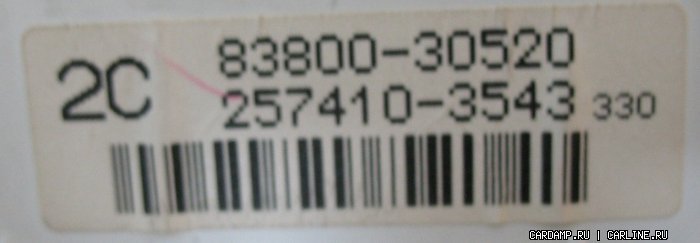 2C 83800-30520
257410-3543 330
CARDAMP.RU | CARLINE.RU